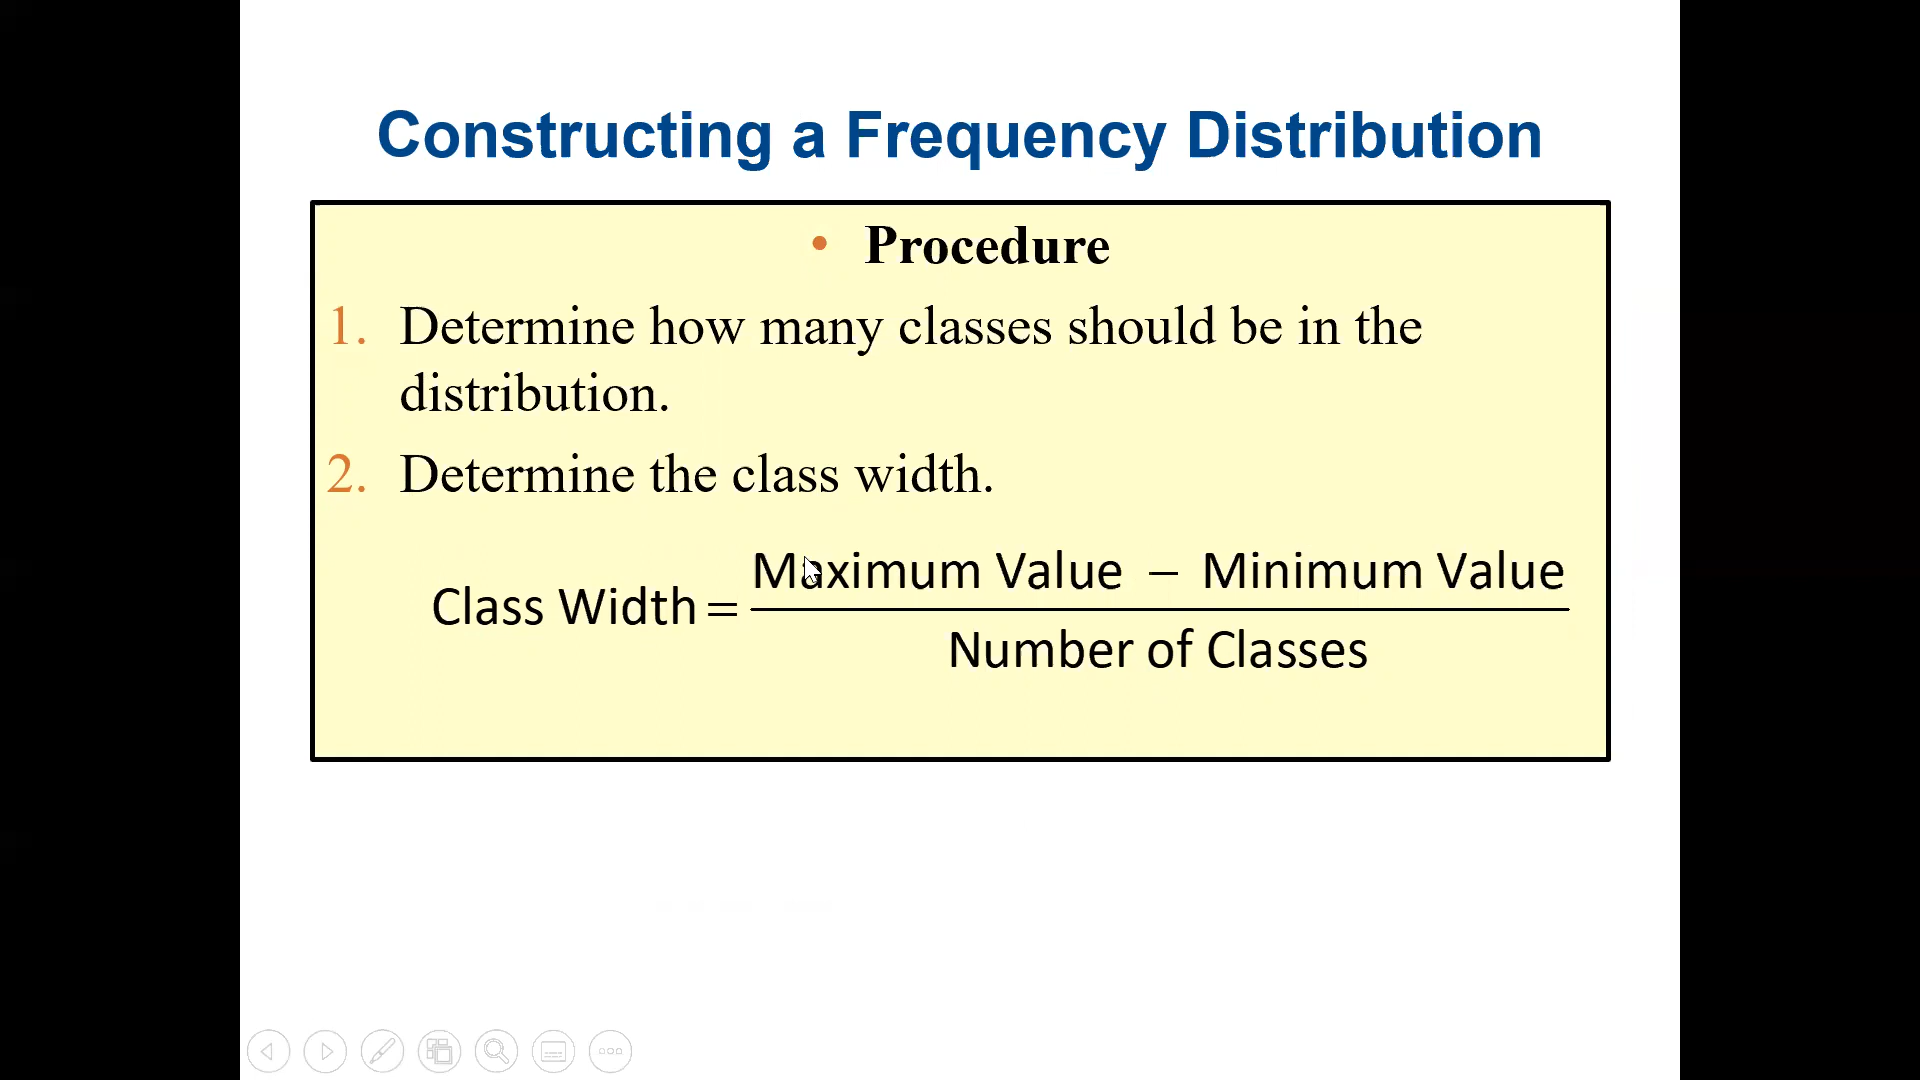 Constructing a Frequency Distribution
• Procedure
1. Determine how many classes should be in the
distribution.
2. Determine the class width.
Class Width = Maximum Value − Minimum Value
Number of Classes